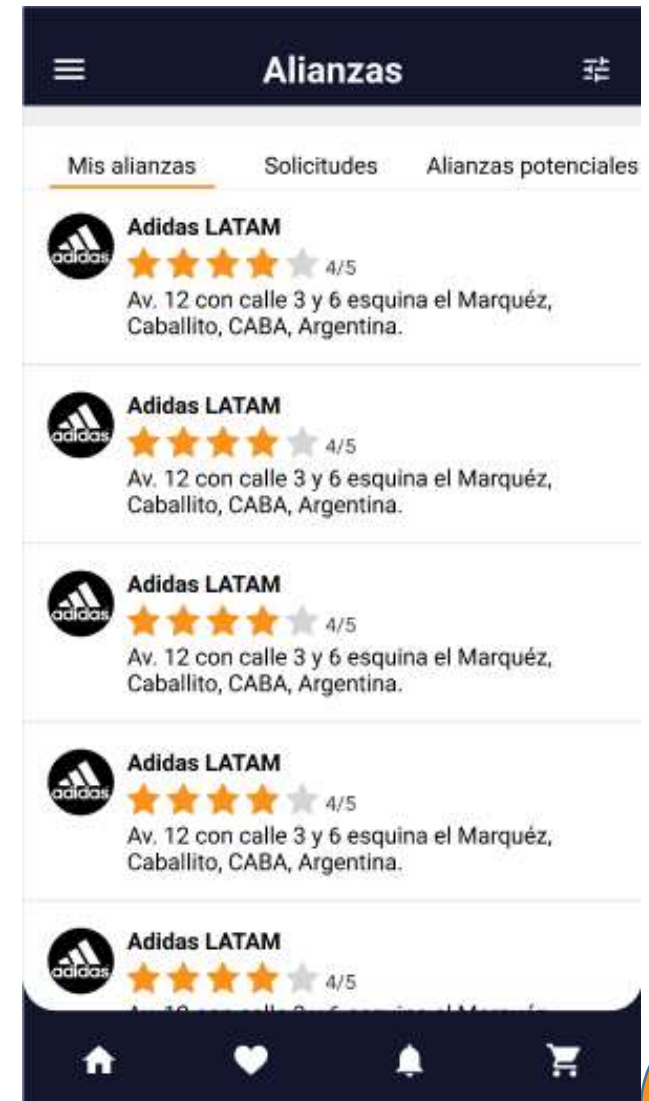 Alianzas
Mis alianzas Solicitudes Alianzas potenciales
Adidas LATAM
adidas
4/5
Av. 12 con calle 3 y 6 esquina el Marquéz,
Caballito, CABA, Argentina.
Adidas LATAM
adidas
4/5
Av. 12 con calle 3 y 6 esquina el Marquéz,
Caballito, CABA, Argentina.
Adidas LATAM
adidas
4/5
Av. 12 con calle 3 y 6 esquina el Marquéz,
Caballito, CABA, Argentina.
Adidas LATAM
adidas
4/5
Av. 12 con calle 3 y 6 esquina el Marquéz,
Caballito, CABA, Argentina.
Adidas LATAM
adidas
4/5